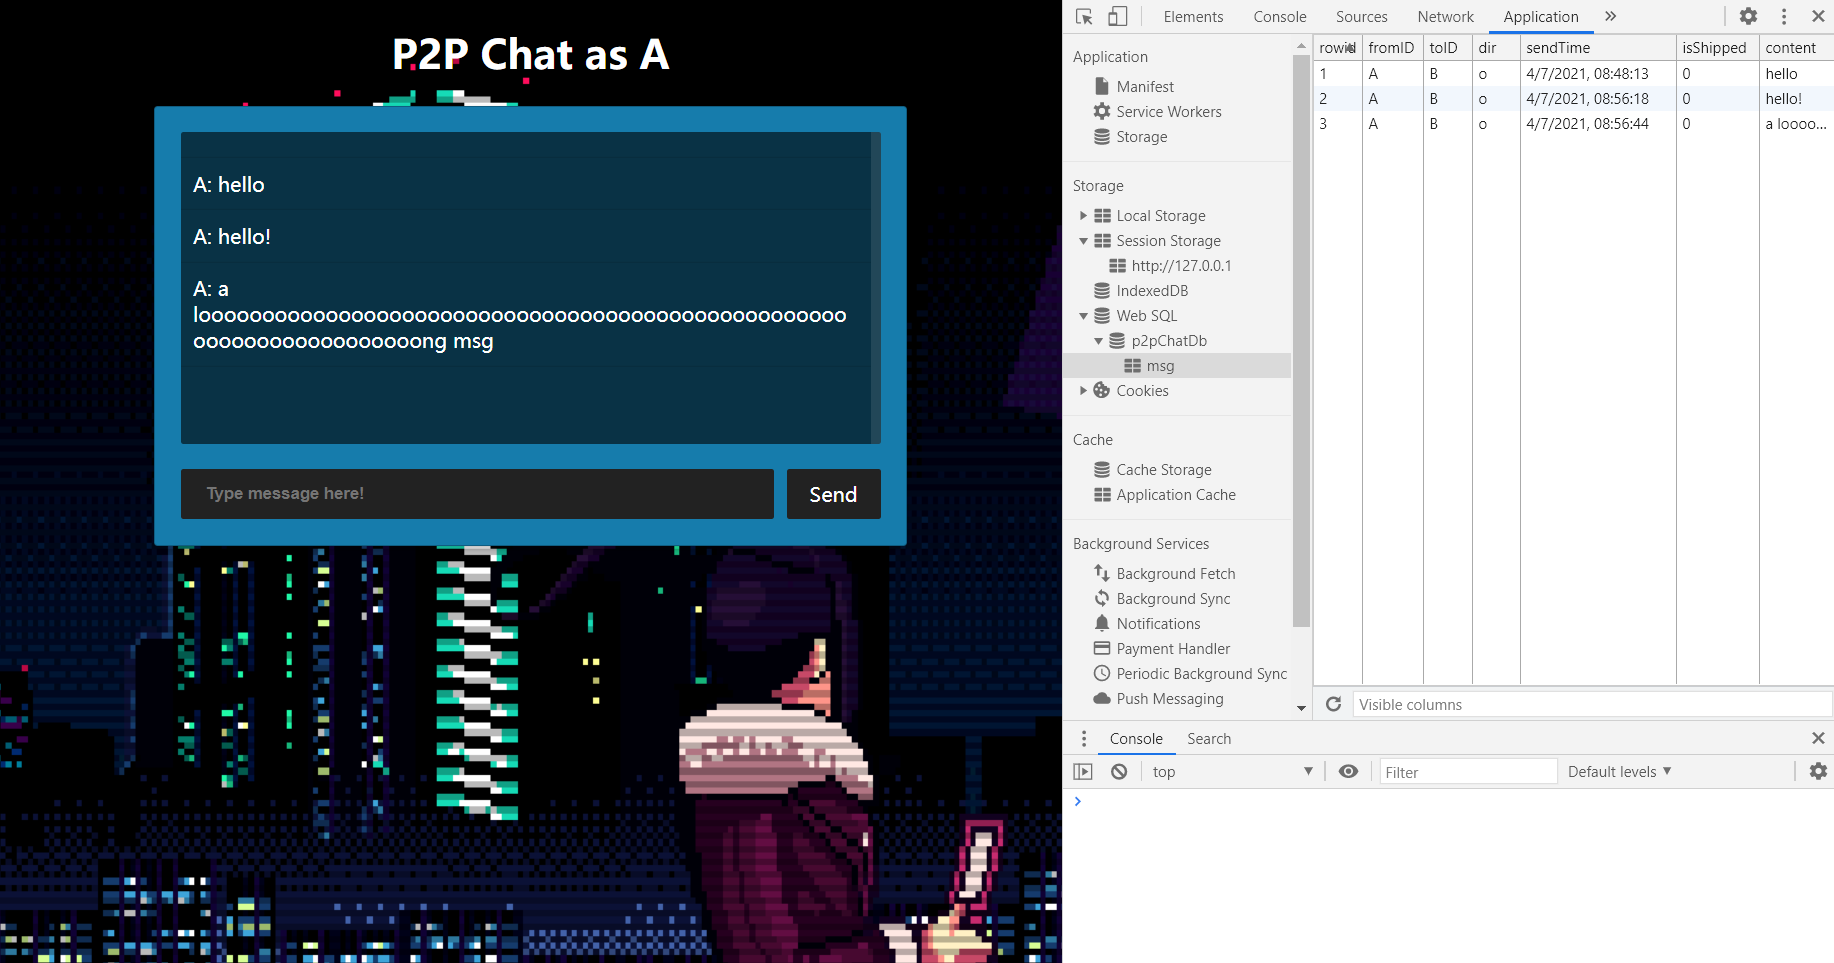 P2P Chat as A
A: hello
A: hello!
A: a
looooooooooooooooooooooooooooooooooooooooooooooooooo
ooooooooooooooooooong msg
Type message here!
Send
Elements Console Sources Network Application
Application
Manifest
Service Workers
Storage
Storage
Local Storage
Session Storage
http://127.0.0.1
IndexedDB
Web SQL
p2pChatDb
msg
Cookies
Cache
Cache Storage
Application Cache
Background Services
Background Fetch
Background Sync
Notifications
Payment Handler
Periodic Background Sync
Push Messaging
rowid fromID toID dir sendTime isShipped content
1 A B o 4/7/2021, 08:48:13 0 hello
2 A B o 4/7/2021, 08:56:18 0 hello!
3 A B o 4/7/2021, 08:56:44 0 a loooo...
Visible columns
Console Search
top Filter Default levels